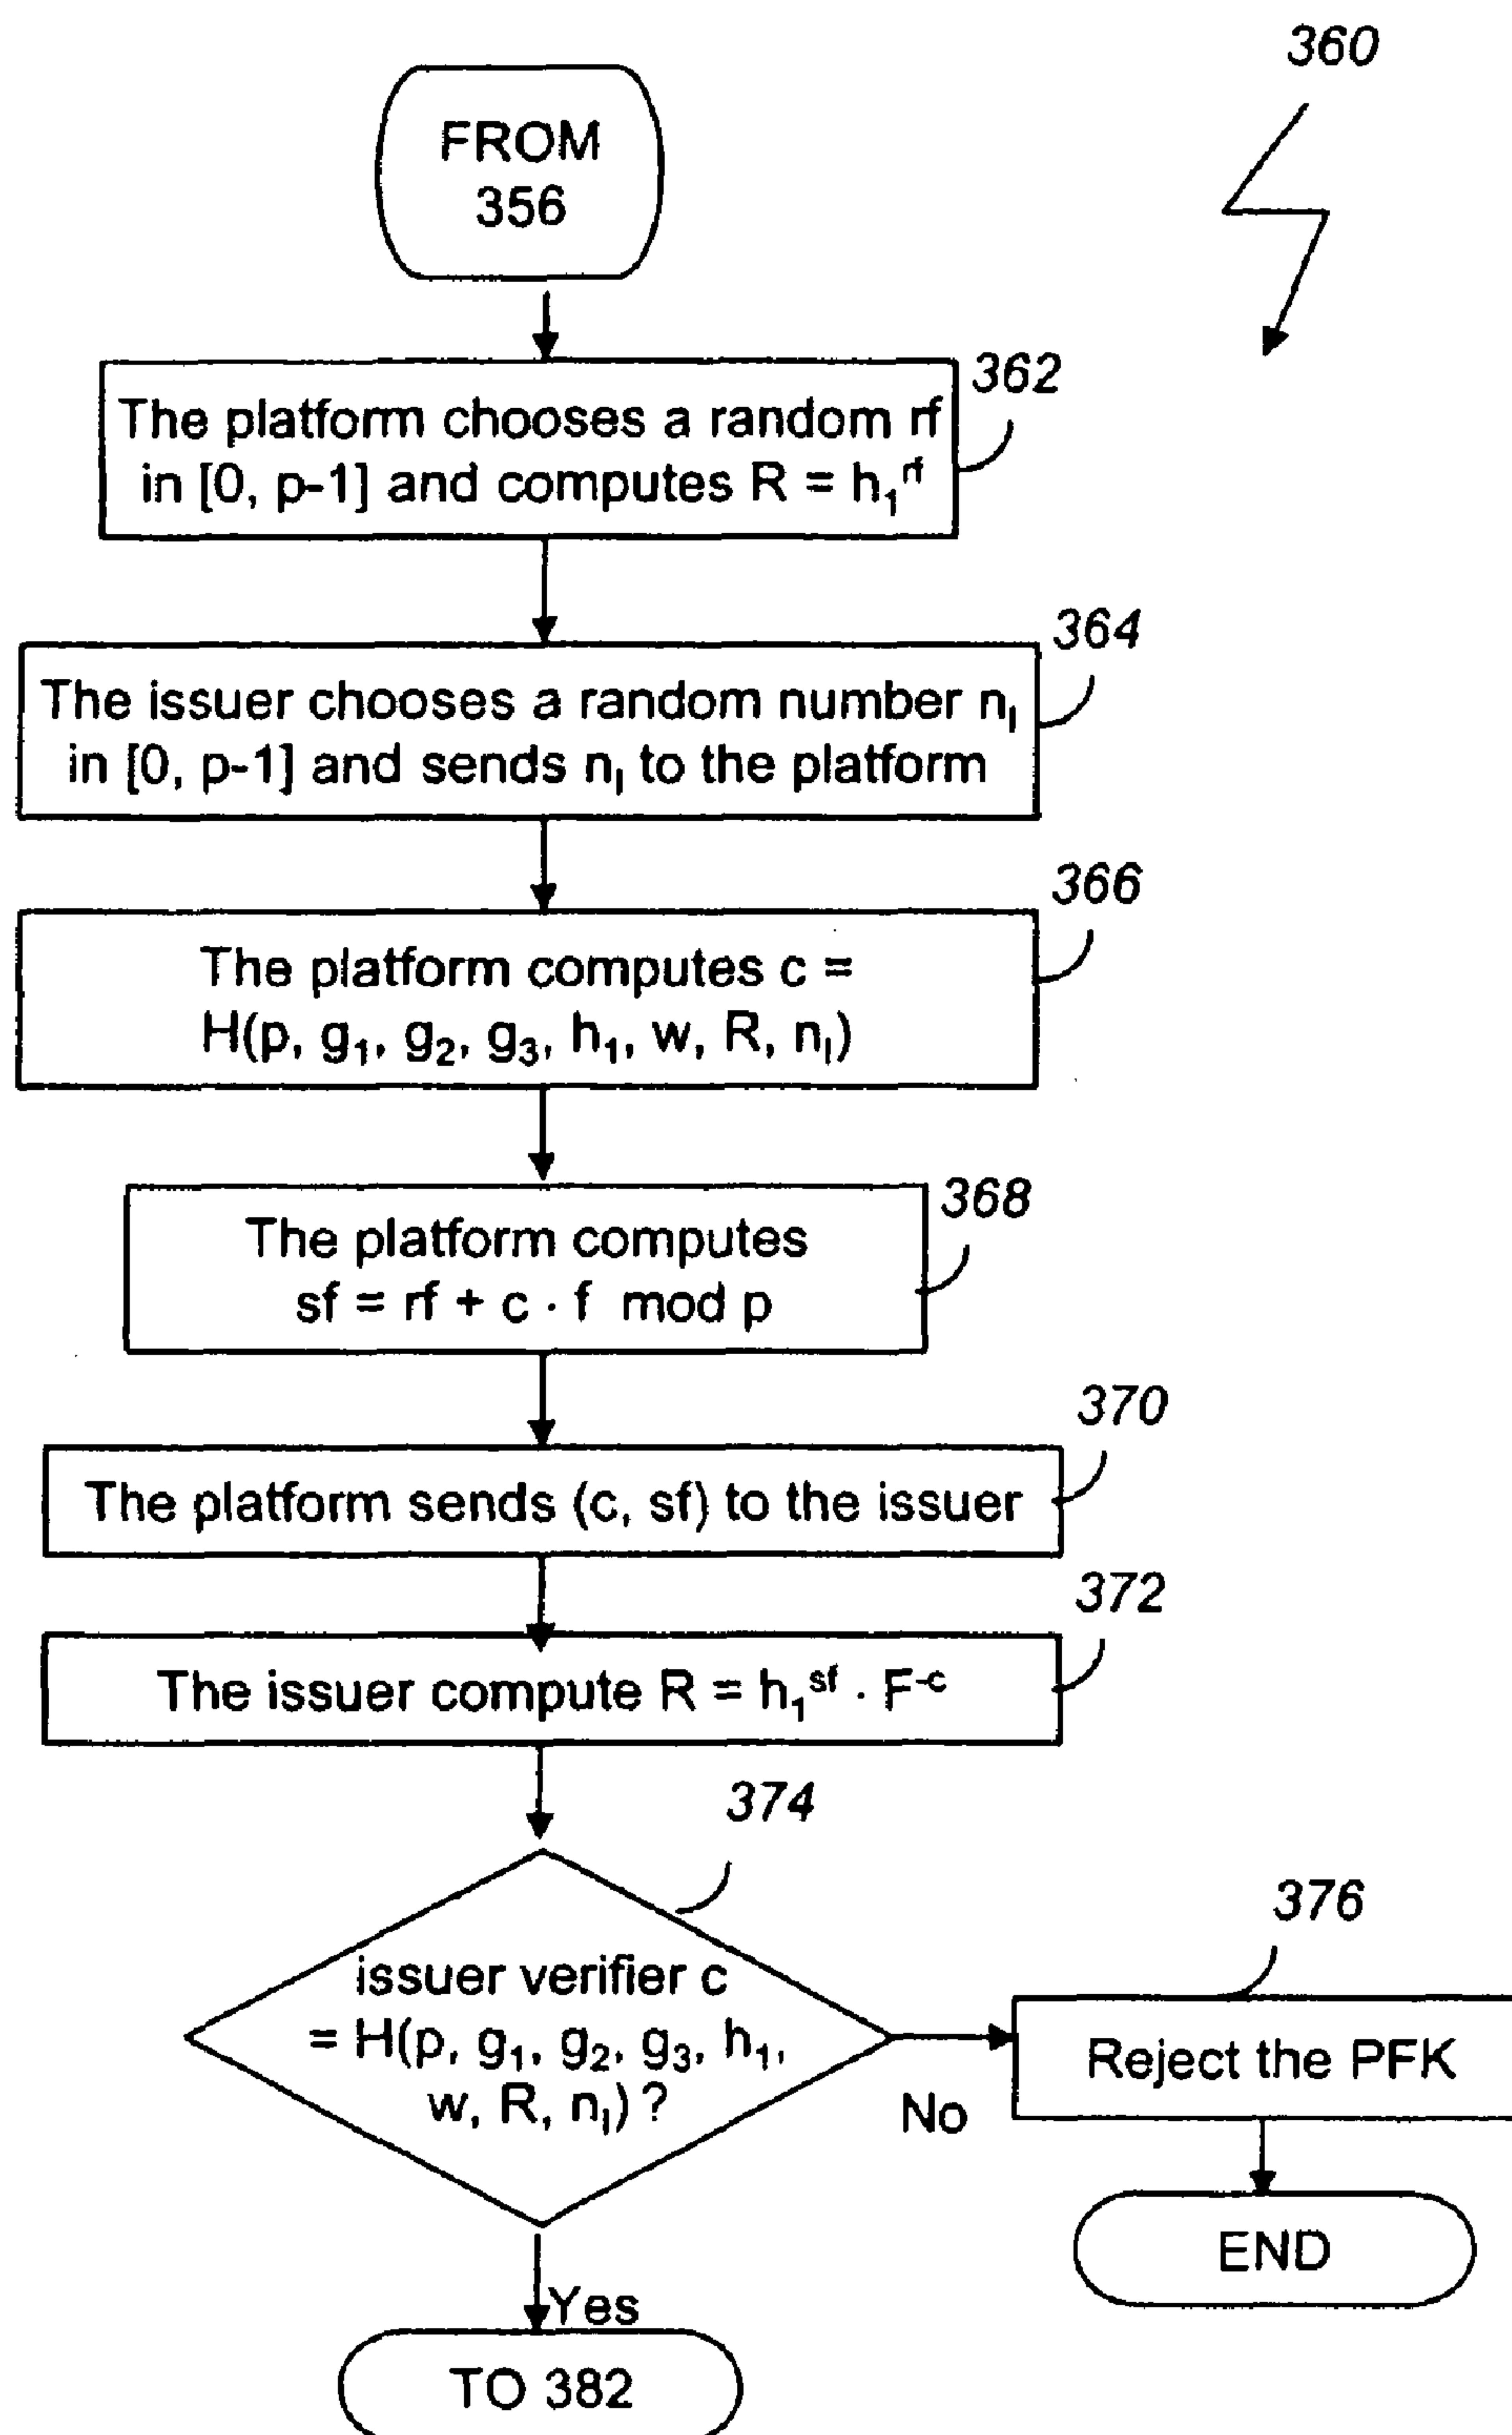 360
FROM
356
362
The platform chooses a random rf
in [0, p-1] and computes R = h₁ʳᶠ
364
The issuer chooses a random number nI
in [0, p-1] and sends nI to the platform
366
The platform computes c =
H(p, g₁, g₂, g₃, h₁, w, R, nI)
368
The platform computes
sf = rf + c · f mod p
370
The platform sends (c, sf) to the issuer
372
The issuer compute R = h₁ˢᶠ · F⁻ᶜ
374
issuer verifier c
= H(p, g₁, g₂, g₃, h₁,
w, R, nI)?
376
Reject the PFK
No
END
Yes
TO 382